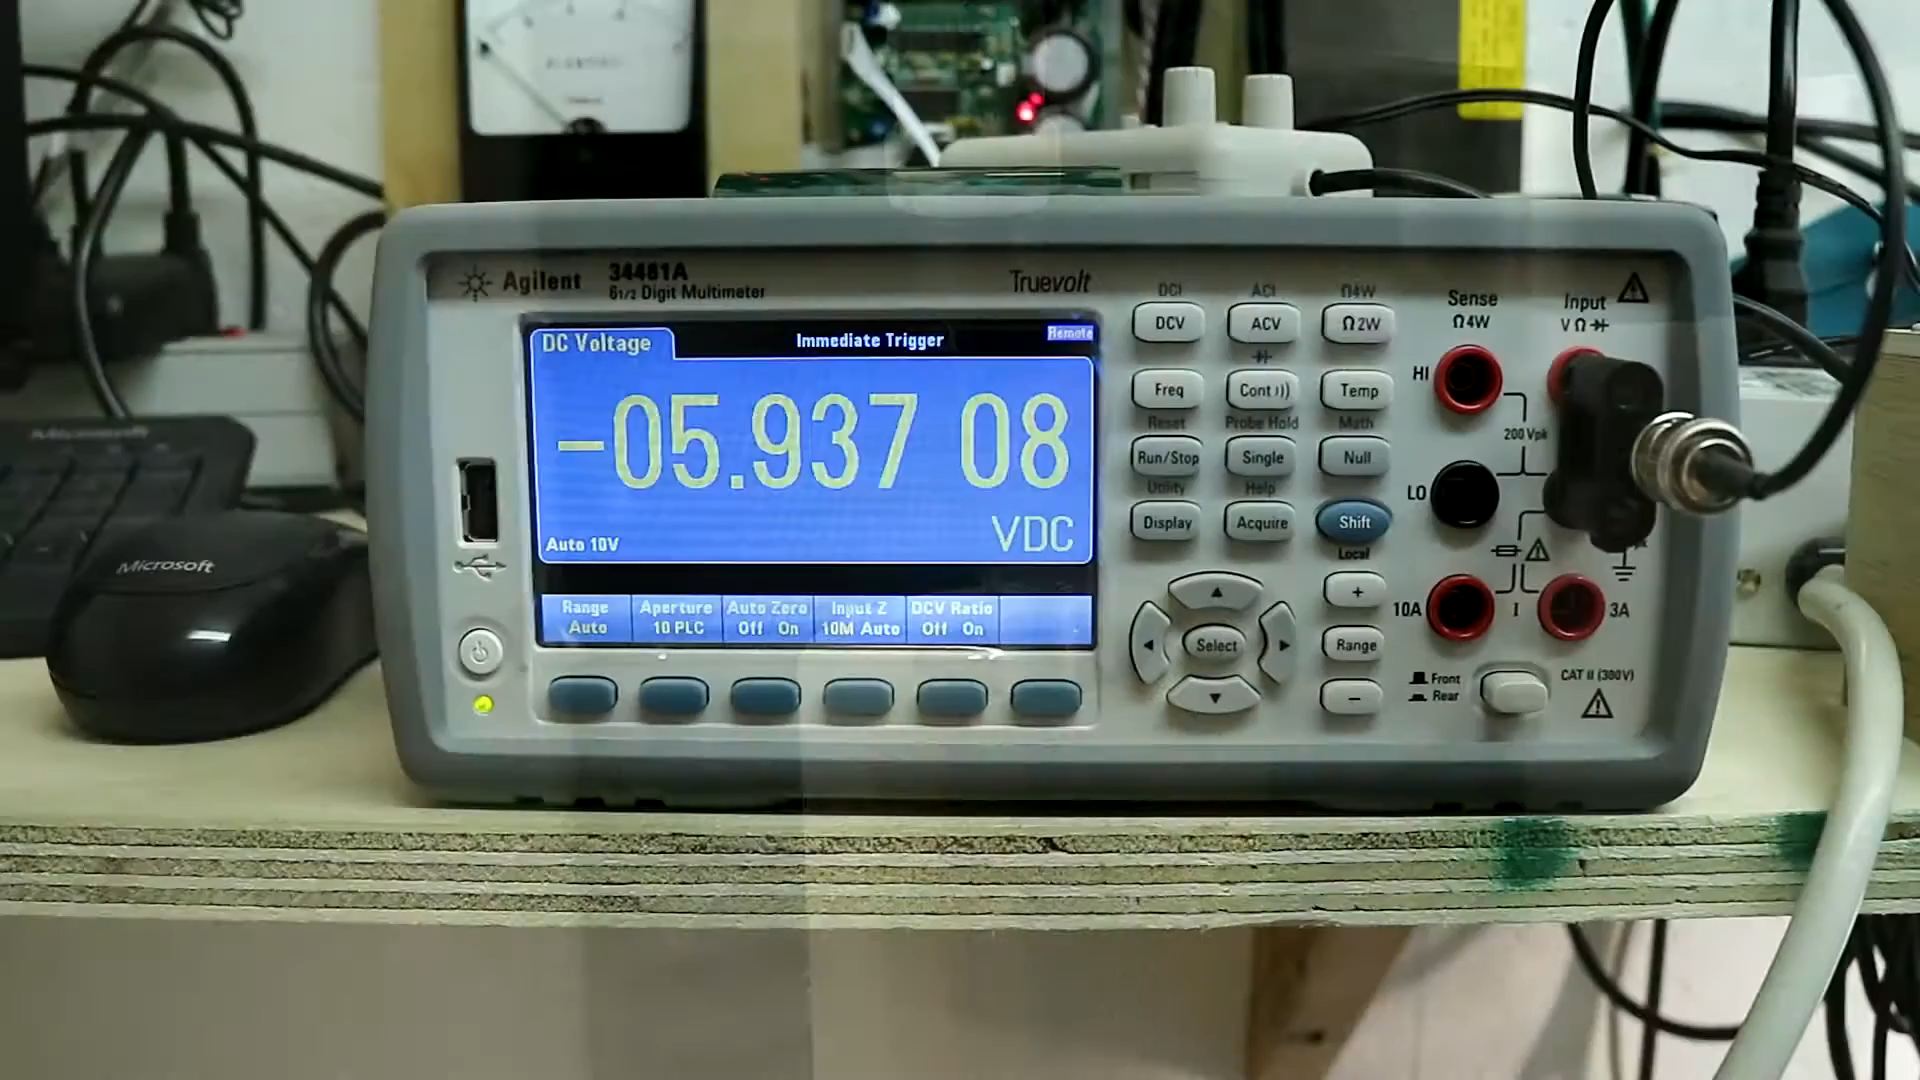 Agilent
34461A
6 1/2 Digit Multimeter
Truevolt
DC Voltage
Immediate Trigger
Remote
-05.937 08
VDC
Auto 10V
Range
Auto
Aperture
10 PLC
Auto Zero
Off On
Input Z
10M Auto
DCV Ratio
Off On
DCI
ACI
Ω4W
DCV
ACV
Ω2W
Freq
Cont
Temp
Reset
Probe Hold
Math
Run/Stop
Single
Null
Utility
Help
Display
Acquire
Shift
Local
+
Select
Range
−
Sense
Ω4W
Input
VΩ
HI
200 Vpk
LO
10A
I
3A
Front
Rear
CAT II (300V)
Microsoft
Microsoft